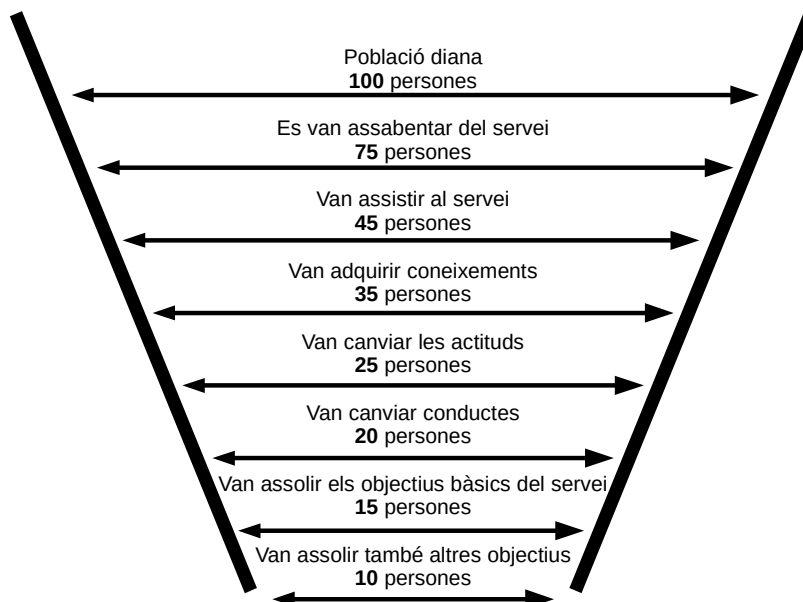 Població diana
100 persones
Es van assabentar del servei
75 persones
Van assistir al servei
45 persones
Van adquirir coneixements
35 persones
Van canviar les actituds
25 persones
Van canviar conductes
20 persones
Van assolir els objectius bàsics del servei
15 persones
Van assolir també altres objectius
10 persones